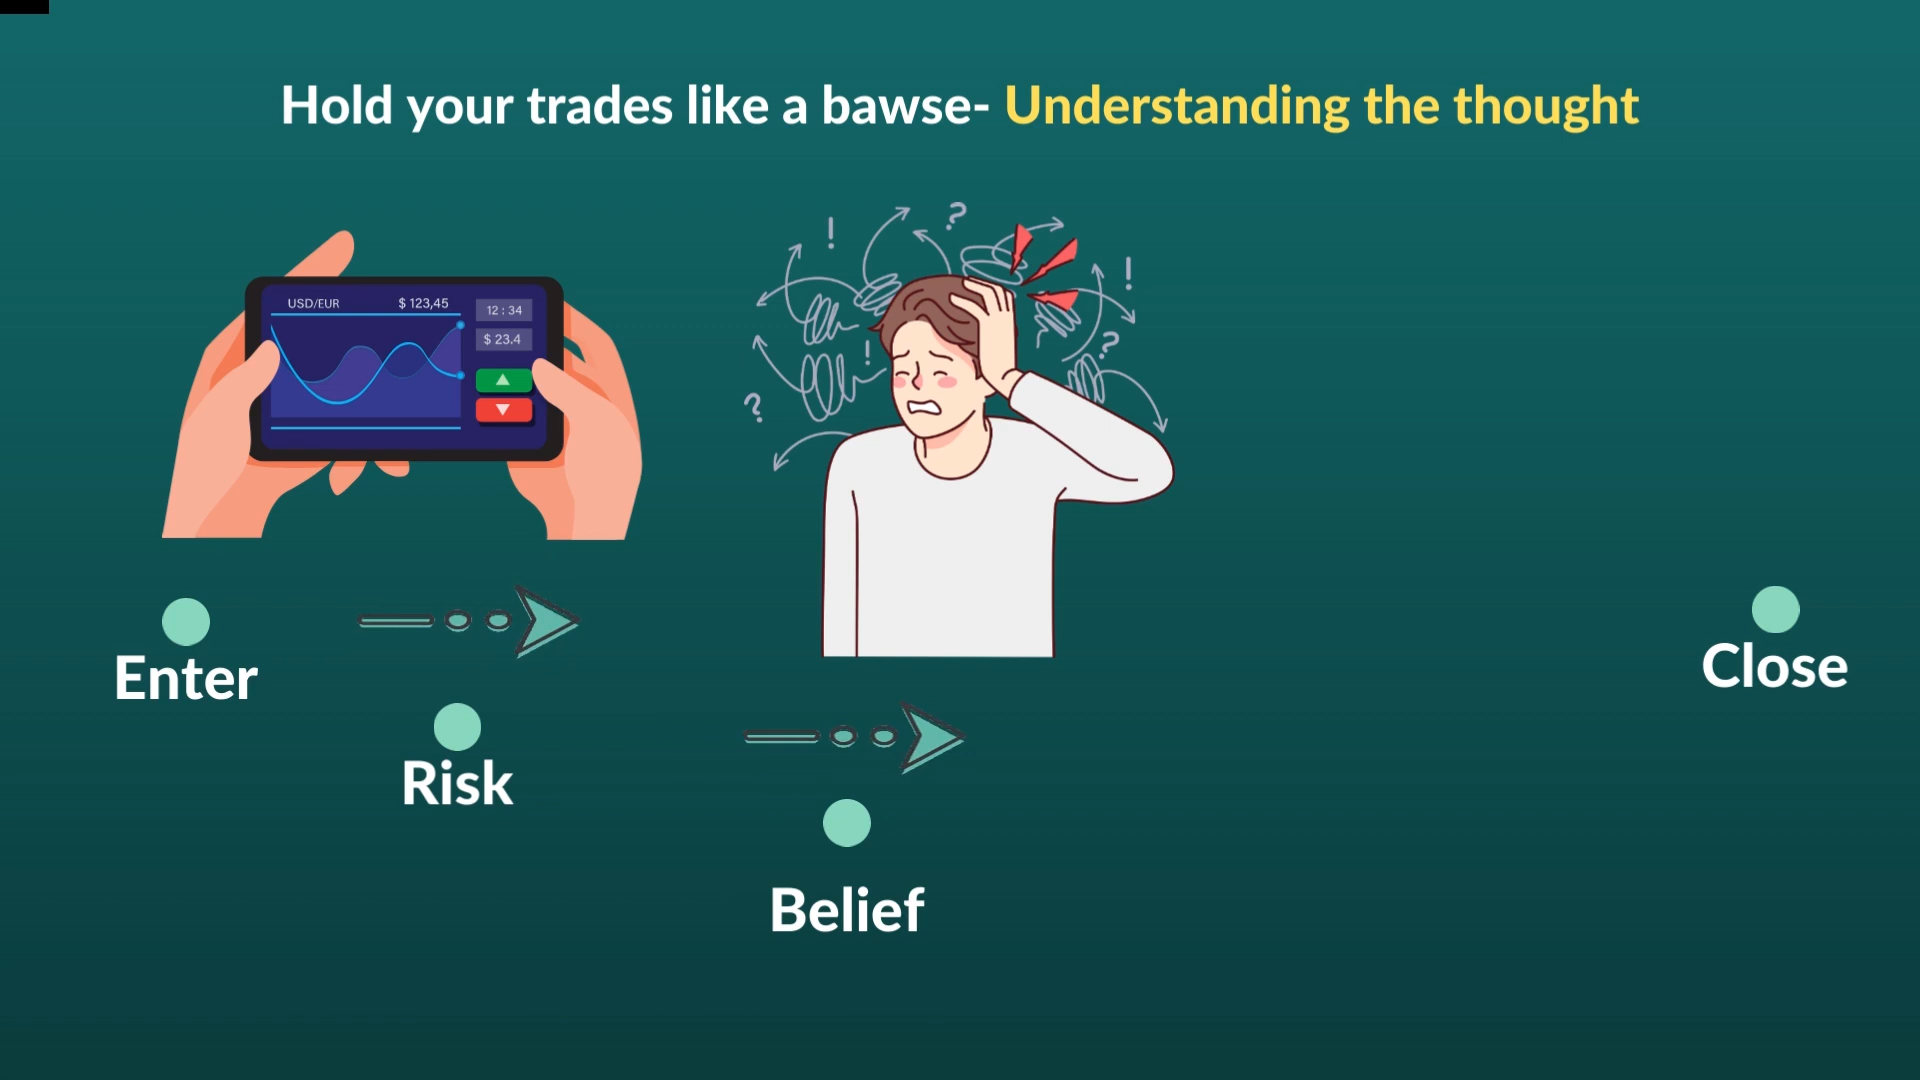 Hold your trades like a bawse- Understanding the thought
? ! ? ! ! ? ?
USD/EUR $ 123,45
12 : 34
$ 23.4
Enter
Close
Risk
Belief